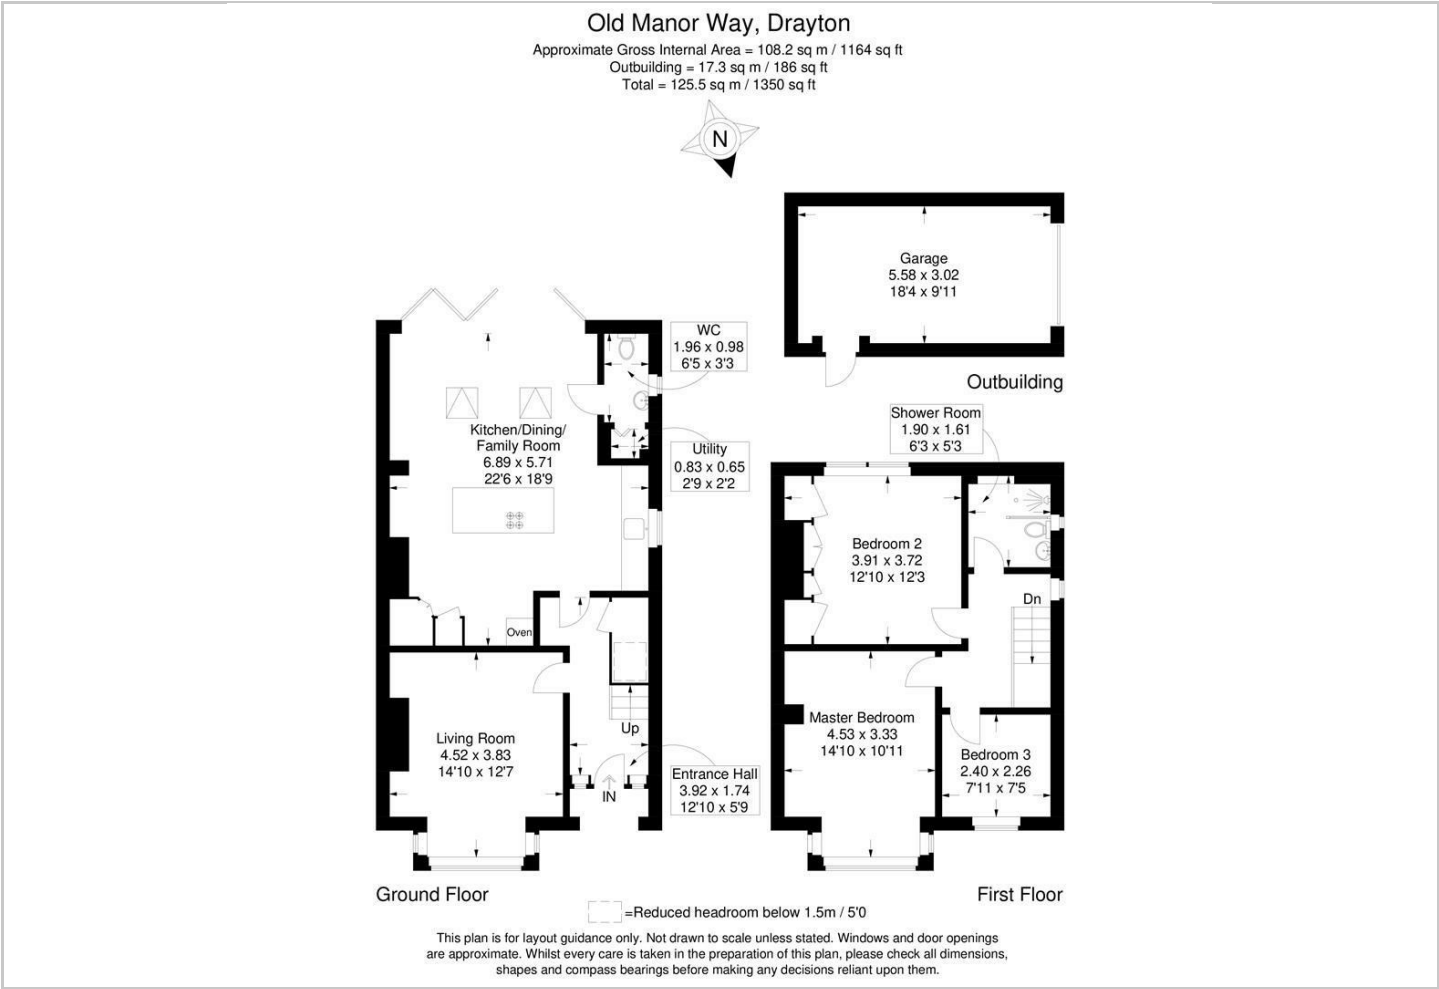 Old Manor Way, Drayton
Approximate Gross Internal Area = 108.2 sq m / 1164 sq ft
Outbuilding = 17.3 sq m / 186 sq ft
Total = 125.5 sq m / 1350 sq ft
N
Garage
5.58 x 3.02
18'4 x 9'11
Outbuilding
WC
1.96 x 0.98
6'5 x 3'3
Kitchen/Dining/
Family Room
6.89 x 5.71
22'6 x 18'9
Utility
0.83 x 0.65
2'9 x 2'2
Oven
Living Room
4.52 x 3.83
14'10 x 12'7
Up
IN
Entrance Hall
3.92 x 1.74
12'10 x 5'9
Ground Floor
Shower Room
1.90 x 1.61
6'3 x 5'3
Bedroom 2
3.91 x 3.72
12'10 x 12'3
Dn
Master Bedroom
4.53 x 3.33
14'10 x 10'11
Bedroom 3
2.40 x 2.26
7'11 x 7'5
First Floor
=Reduced headroom below 1.5m / 5'0
This plan is for layout guidance only. Not drawn to scale unless stated. Windows and door openings
are approximate. Whilst every care is taken in the preparation of this plan, please check all dimensions,
shapes and compass bearings before making any decisions reliant upon them.